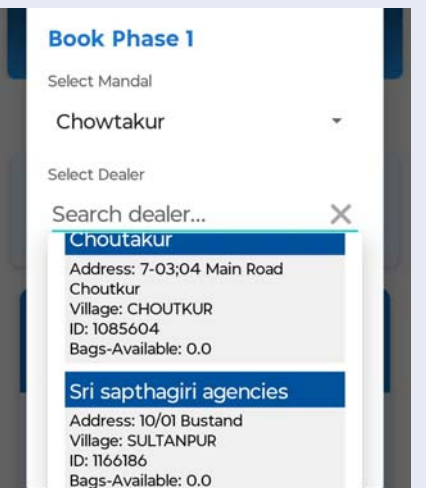 Book Phase 1
Select Mandal
Chowtakur
Select Dealer
Search dealer...
Choutakur
Address: 7-03;04 Main Road
Choutkur
Village: CHOUTKUR
ID: 1085604
Bags-Available: 0.0
Sri sapthagiri agencies
Address: 10/01 Bustand
Village: SULTANPUR
ID: 1166186
Bags-Available: 0.0